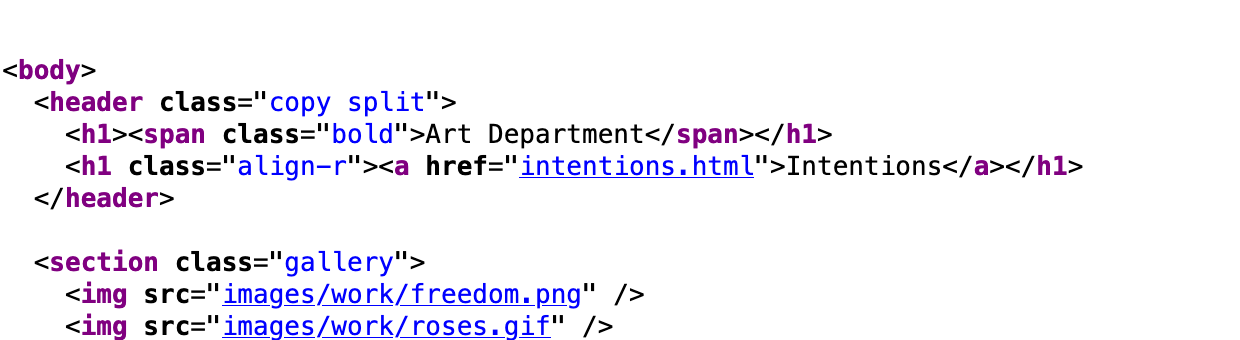 <body>
<header class="copy split">
<h1><span class="bold">Art Department</span></h1>
<h1 class="align-r"><a href="intentions.html">Intentions</a></h1>
</header>
<section class="gallery">
<img src="images/work/freedom.png" />
<img src="images/work/roses.gif" />